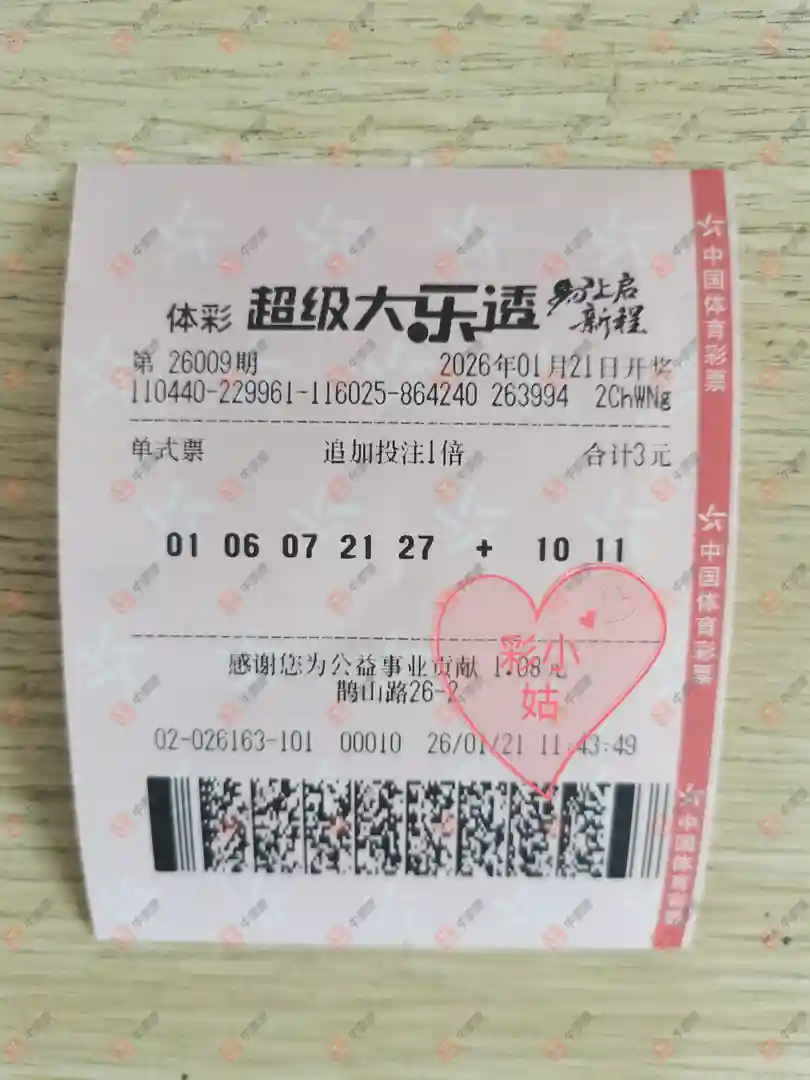 体彩 超级大乐透 马上启
新程
第 26009期 2026年01月21日开奖
110440-229961-116025-864240 263994 2ChWNg
单式票 追加投注1倍 合计3元
01 06 07 21 27 + 10 11
彩小
姑
感谢您为公益事业贡献 1.08元
鹊山路26-2
02-026163-101 00010 26/01/21 11:43:49
中国体育彩票
中国体育彩票
中国体育彩票